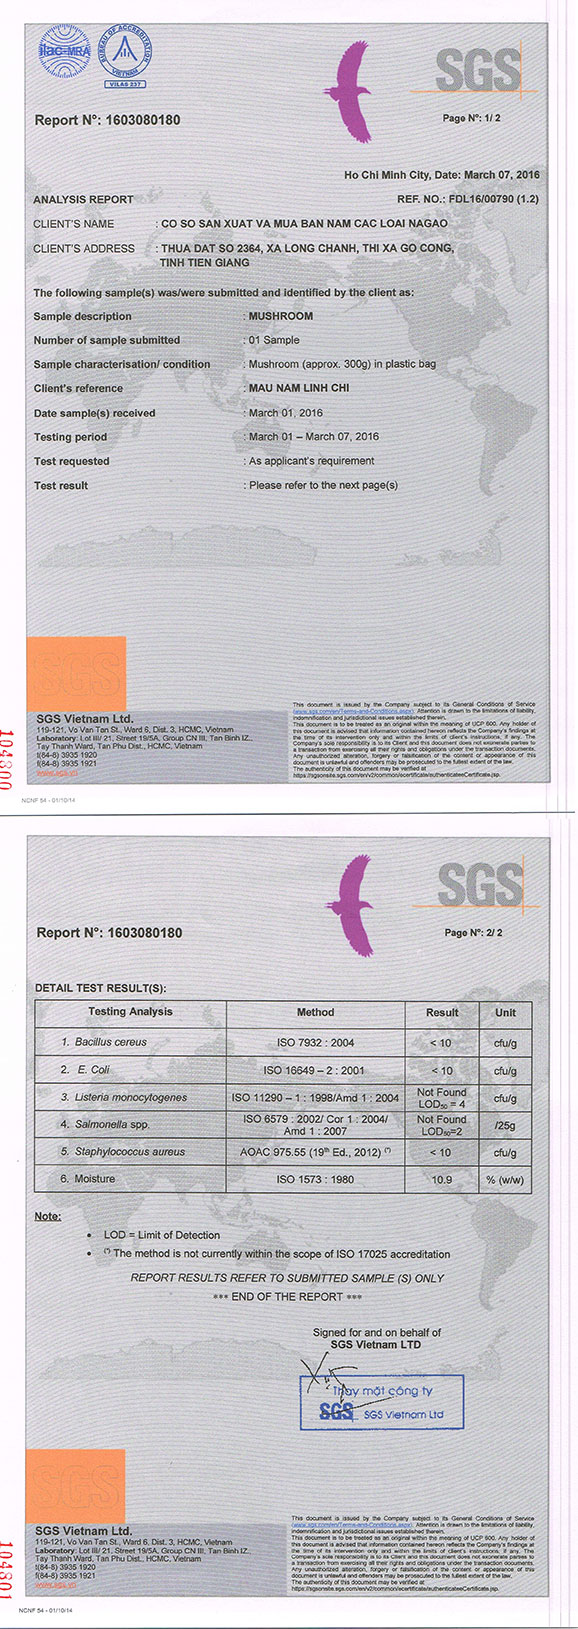 ilac-MRA
BUREAU OF ACCREDITATION
VIETNAM
VILAS 237
SGS
Report N°: 1603080180
Page N°: 1/ 2
Ho Chi Minh City, Date: March 07, 2016
ANALYSIS REPORT
REF. NO.: FDL16/00790 (1.2)
CLIENT'S NAME : CO SO SAN XUAT VA MUA BAN NAM CAC LOAI NAGAO
CLIENT'S ADDRESS : THUA DAT SO 2364, XA LONG CHANH, THI XA GO CONG,
TINH TIEN GIANG
The following sample(s) was/were submitted and identified by the client as:
Sample description : MUSHROOM
Number of sample submitted : 01 Sample
Sample characterisation/ condition : Mushroom (approx. 300g) in plastic bag
Client's reference : MAU NAM LINH CHI
Date sample(s) received : March 01, 2016
Testing period : March 01 – March 07, 2016
Test requested : As applicant's requirement
Test result : Please refer to the next page(s)
SGS
SGS Vietnam Ltd.
119-121, Vo Van Tan St., Ward 6, Dist. 3, HCMC, Vietnam
Laboratory: Lot III/ 21, Street 19/5A, Group CN III, Tan Binh IZ.,
Tay Thanh Ward, Tan Phu Dist., HCMC, Vietnam
t(84-8) 3935 1920
f(84-8) 3935 1921
www.sgs.vn
This document is issued by the Company subject to its General Conditions of Service
(www.sgs.com/en/Terms-and-Conditions.aspx). Attention is drawn to the limitations of liability,
indemnification and jurisdictional issues established therein.
This document is to be treated as an original within the meaning of UCP 600. Any holder of
this document is advised that information contained hereon reflects the Company's findings at
the time of its intervention only and within the limits of client's instructions, if any. The
Company's sole responsibility is to its Client and this document does not exonerate parties to
a transaction from exercising all their rights and obligations under the transaction documents.
Any unauthorized alteration, forgery or falsification of the content or appearance of this
document is unlawful and offenders may be prosecuted to the fullest extent of the law.
The authenticity of this document may be verified at
https://sgsonsite.sgs.com/en/v2/common/ecertificate/authenticateeCertificate.jsp.
104800
NCNF 54 - 01/10/14
SGS
Report N°: 1603080180
Page N°: 2/ 2
DETAIL TEST RESULT(S):
Testing Analysis Method Result Unit
1. Bacillus cereus ISO 7932 : 2004 < 10 cfu/g
2. E. Coli ISO 16649 – 2 : 2001 < 10 cfu/g
3. Listeria monocytogenes ISO 11290 – 1 : 1998/Amd 1 : 2004 Not Found LOD₅₀ = 4 cfu/g
4. Salmonella spp. ISO 6579 : 2002/ Cor 1 : 2004/ Amd 1 : 2007 Not Found LOD₅₀=2 /25g
5. Staphylococcus aureus AOAC 975.55 (19th Ed., 2012) (*) < 10 cfu/g
6. Moisture ISO 1573 : 1980 10.9 % (w/w)
Note:
• LOD = Limit of Detection
• (*) The method is not currently within the scope of ISO 17025 accreditation
REPORT RESULTS REFER TO SUBMITTED SAMPLE (S) ONLY
*** END OF THE REPORT ***
Signed for and on behalf of
SGS Vietnam LTD
Thay mặt công ty
SGS SGS Vietnam Ltd
SGS
SGS Vietnam Ltd.
119-121, Vo Van Tan St., Ward 6, Dist. 3, HCMC, Vietnam
Laboratory: Lot III/ 21, Street 19/5A, Group CN III, Tan Binh IZ.,
Tay Thanh Ward, Tan Phu Dist., HCMC, Vietnam
t(84-8) 3935 1920
f(84-8) 3935 1921
www.sgs.vn
This document is issued by the Company subject to its General Conditions of Service
(www.sgs.com/en/Terms-and-Conditions.aspx). Attention is drawn to the limitations of liability,
indemnification and jurisdictional issues established therein.
This document is to be treated as an original within the meaning of UCP 600. Any holder of
this document is advised that information contained hereon reflects the Company's findings at
the time of its intervention only and within the limits of client's instructions, if any. The
Company's sole responsibility is to its Client and this document does not exonerate parties to
a transaction from exercising all their rights and obligations under the transaction documents.
Any unauthorized alteration, forgery or falsification of the content or appearance of this
document is unlawful and offenders may be prosecuted to the fullest extent of the law.
The authenticity of this document may be verified at
https://sgsonsite.sgs.com/en/v2/common/ecertificate/authenticateeCertificate.jsp.
104801
NCNF 54 - 01/10/14